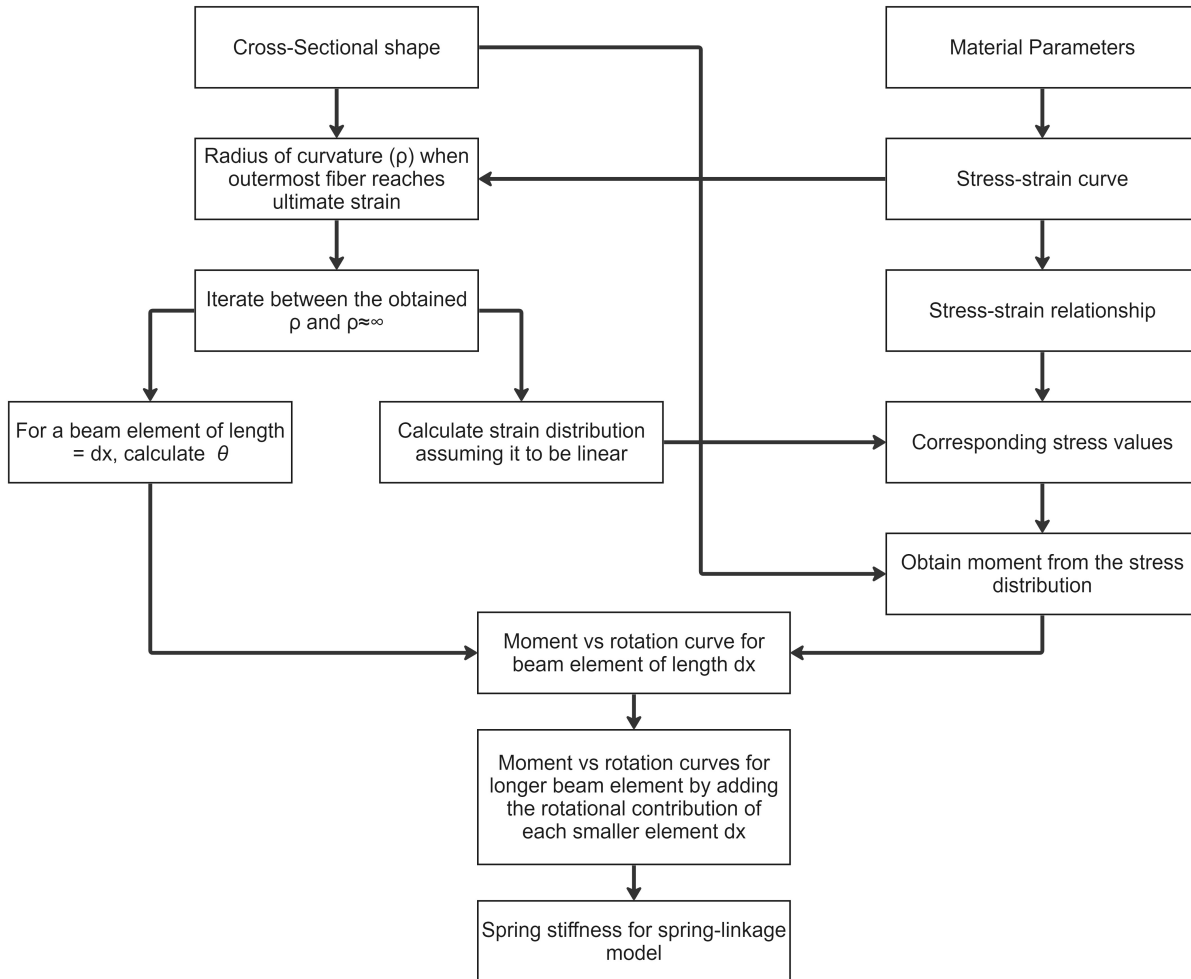 Cross-Sectional shape
Material Parameters
Radius of curvature (ρ) when
outermost fiber reaches
ultimate strain
Stress-strain curve
Iterate between the obtained
ρ and ρ≈∞
Stress-strain relationship
For a beam element of length
= dx, calculate θ
Calculate strain distribution
assuming it to be linear
Corresponding stress values
Obtain moment from the stress
distribution
Moment vs rotation curve for
beam element of length dx
Moment vs rotation curves for
longer beam element by adding
the rotational contribution of
each smaller element dx
Spring stiffness for spring-linkage
model